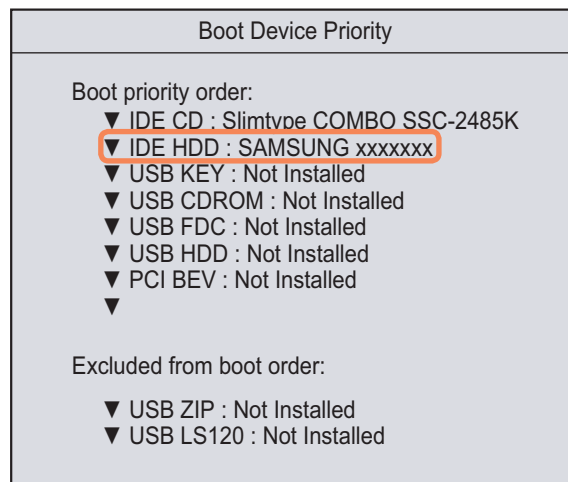 Boot Device Priority
Boot priority order:
▼ IDE CD : Slimtype COMBO SSC-2485K
▼ IDE HDD : SAMSUNG xxxxxxx
▼ USB KEY : Not Installed
▼ USB CDROM : Not Installed
▼ USB FDC : Not Installed
▼ USB HDD : Not Installed
▼ PCI BEV : Not Installed
▼
Excluded from boot order:
▼ USB ZIP : Not Installed
▼ USB LS120 : Not Installed